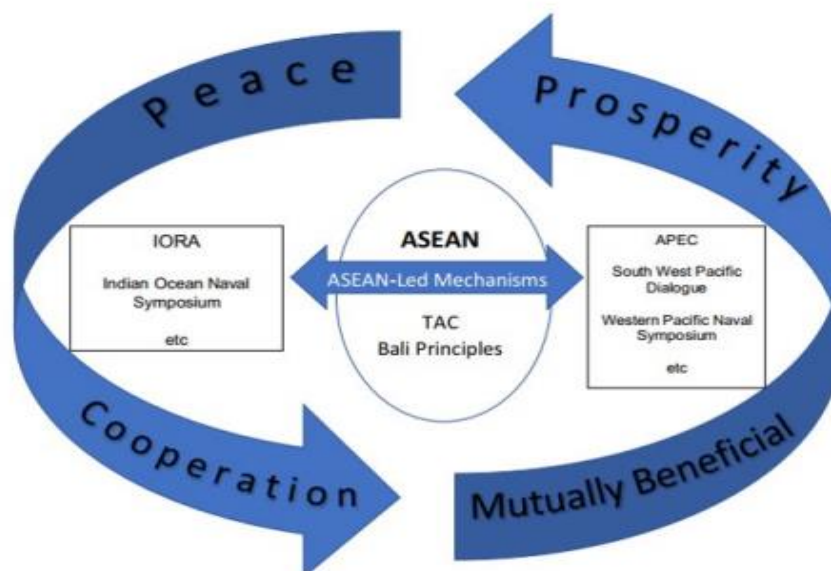 Peace
Prosperity
IORA
Indian Ocean Naval
Symposium
etc
ASEAN
ASEAN-Led Mechanisms
TAC
Bali Principles
APEC
South West Pacific
Dialogue
Western Pacific Naval
Symposium
etc
Cooperation
Mutually Beneficial